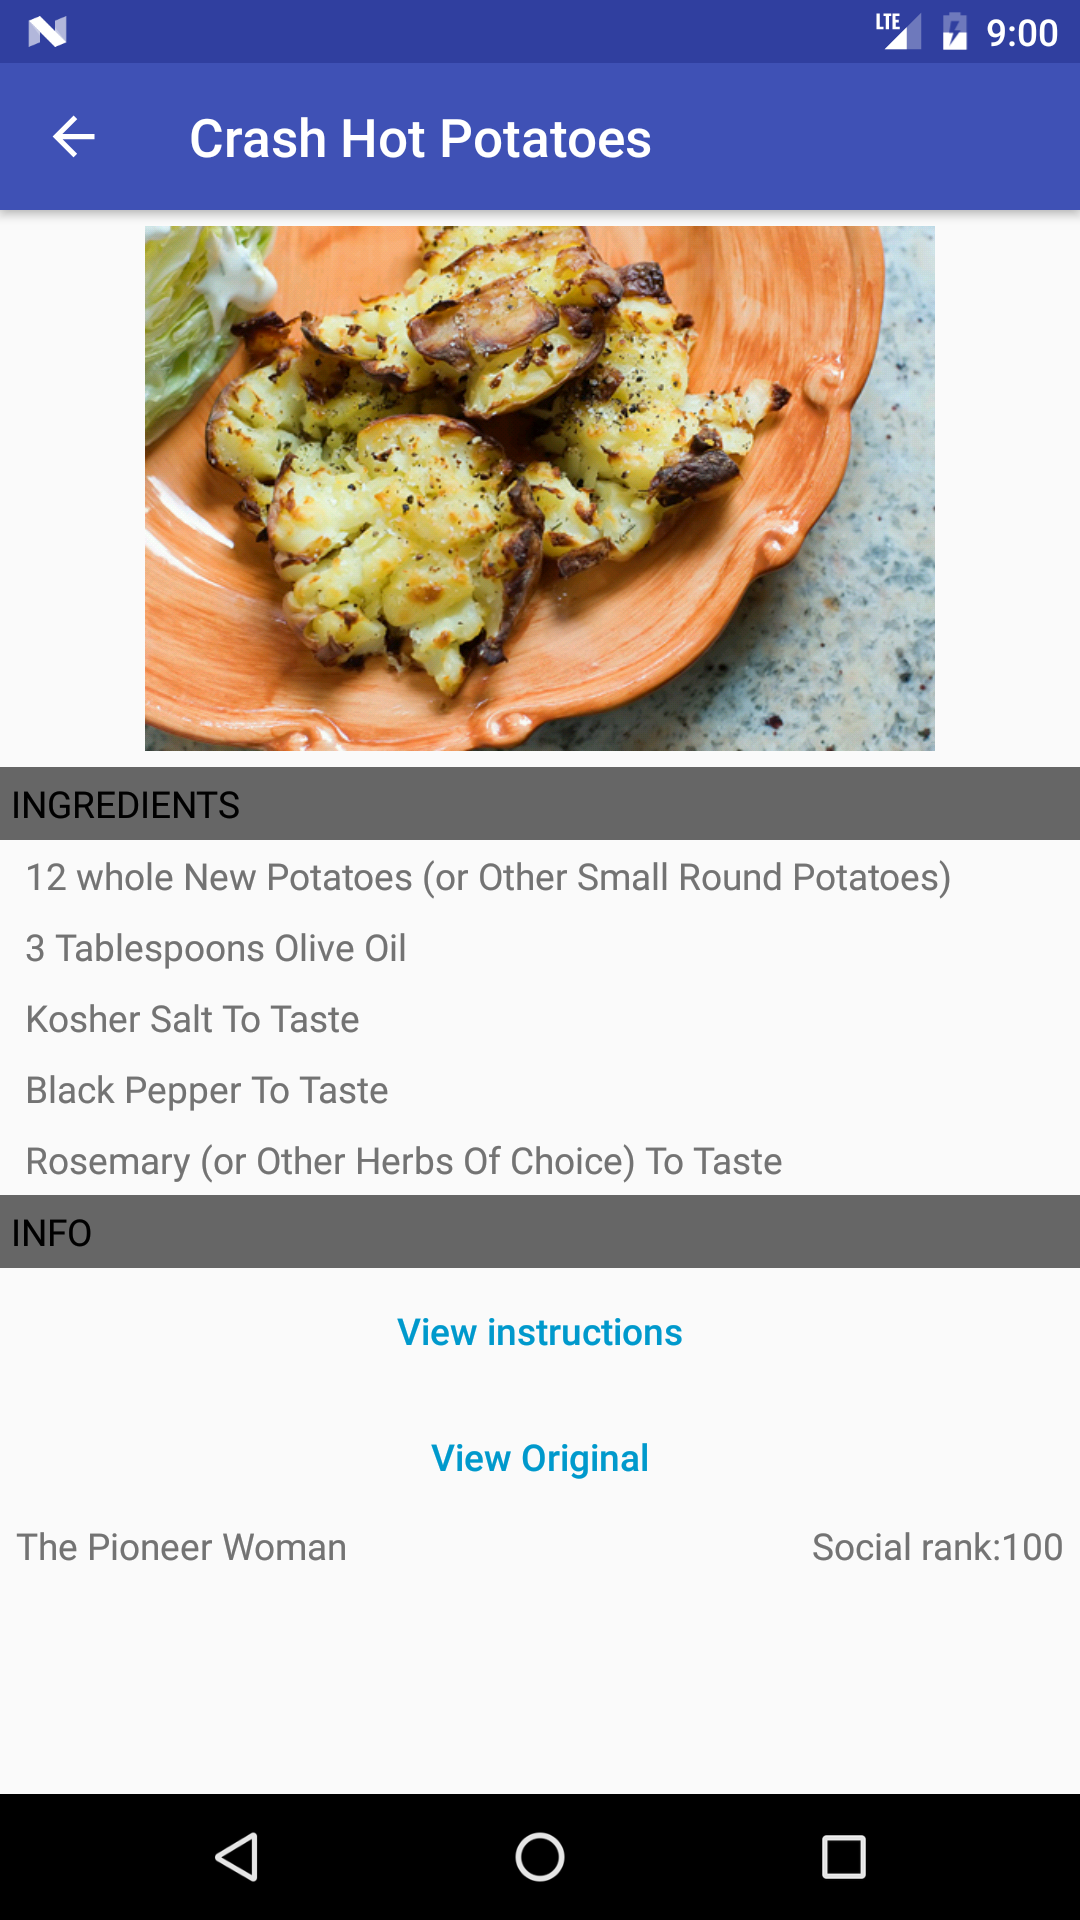 LTE 9:00
Crash Hot Potatoes
INGREDIENTS
12 whole New Potatoes (or Other Small Round Potatoes)
3 Tablespoons Olive Oil
Kosher Salt To Taste
Black Pepper To Taste
Rosemary (or Other Herbs Of Choice) To Taste
INFO
View instructions
View Original
The Pioneer Woman Social rank:100